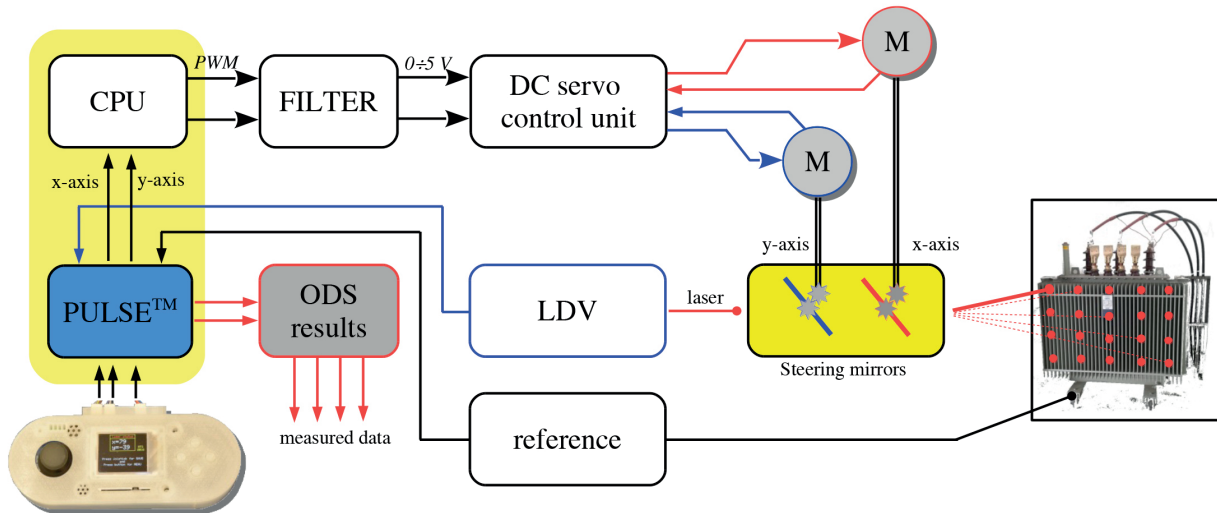 PWM
0÷5 V
M
CPU
FILTER
DC servo
control unit
M
x-axis
y-axis
y-axis
x-axis
PULSE™
ODS
results
LDV
laser
Steering mirrors
measured data
reference